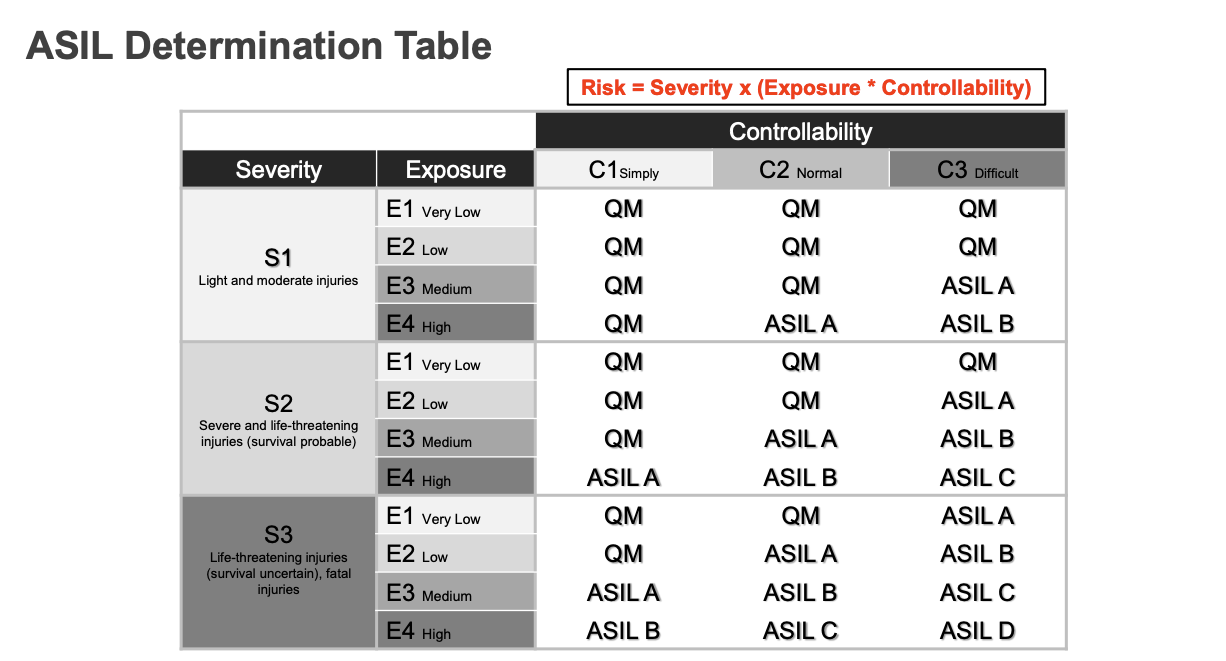 ASIL Determination Table
Risk = Severity x (Exposure * Controllability)
Controllability
Severity Exposure C1 Simply C2 Normal C3 Difficult
S1
Light and moderate injuries
E1 Very Low QM QM QM
E2 Low QM QM QM
E3 Medium QM QM ASIL A
E4 High QM ASIL A ASIL B
S2
Severe and life-threatening
injuries (survival probable)
E1 Very Low QM QM QM
E2 Low QM QM ASIL A
E3 Medium QM ASIL A ASIL B
E4 High ASIL A ASIL B ASIL C
S3
Life-threatening injuries
(survival uncertain), fatal
injuries
E1 Very Low QM QM ASIL A
E2 Low QM ASIL A ASIL B
E3 Medium ASIL A ASIL B ASIL C
E4 High ASIL B ASIL C ASIL D